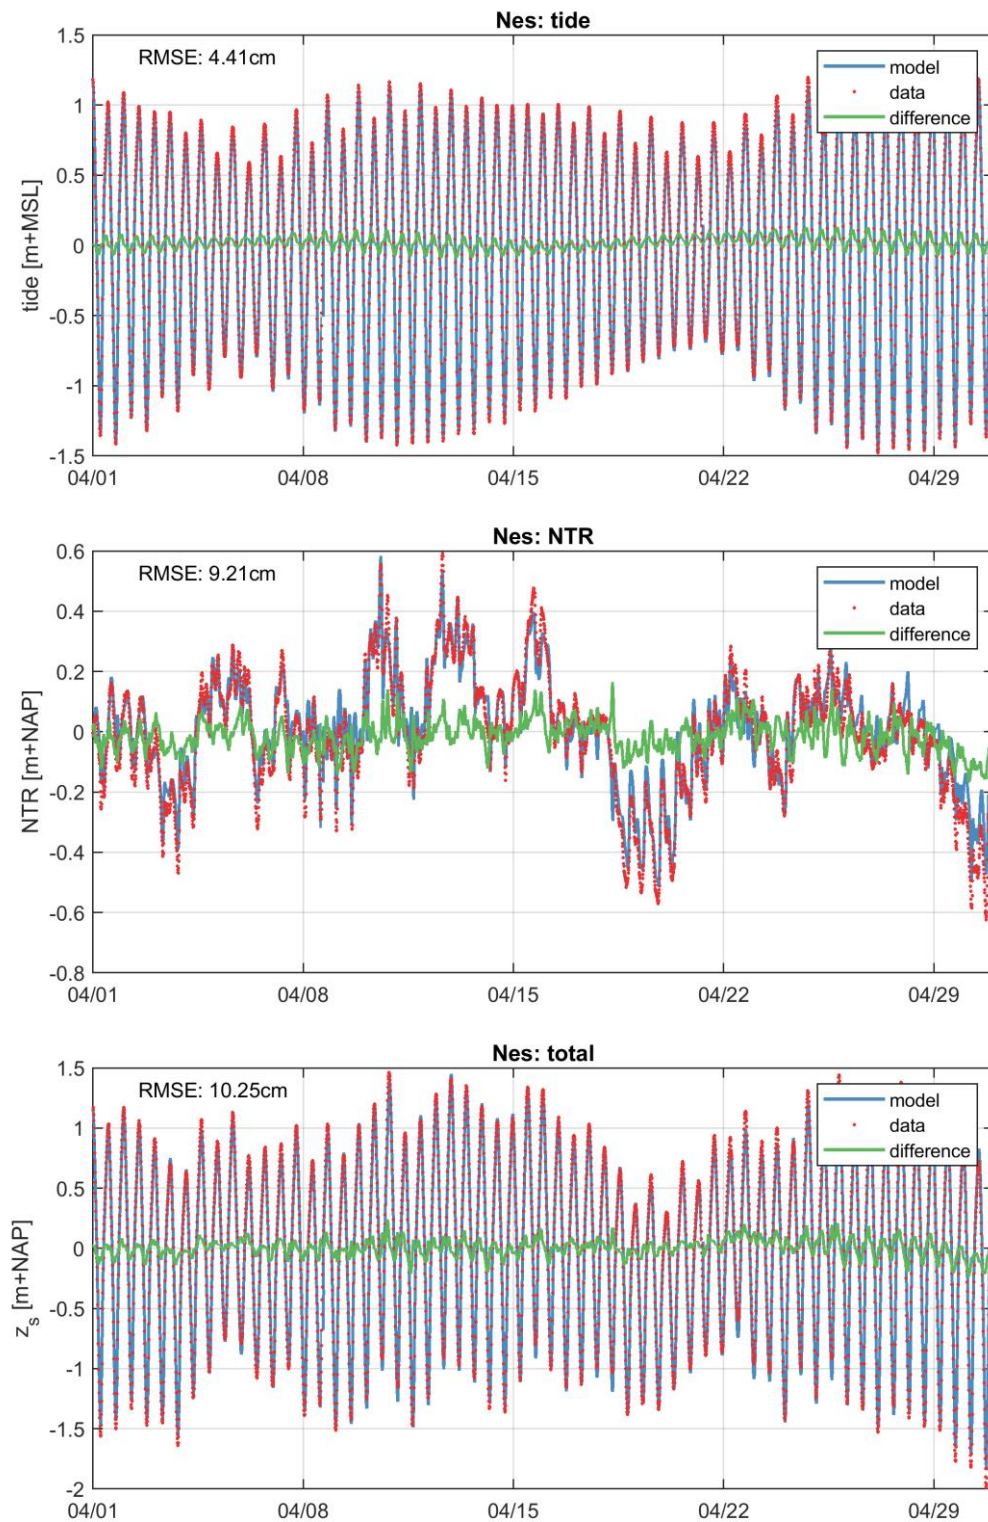 Nes: tide
RMSE: 4.41cm
model
data
difference
tide [m+MSL]
1.5
1
0.5
0
-0.5
-1
-1.5
04/01
04/08
04/15
04/22
04/29
Nes: NTR
RMSE: 9.21cm
model
data
difference
NTR [m+NAP]
0.6
0.4
0.2
0
-0.2
-0.4
-0.6
-0.8
04/01
04/08
04/15
04/22
04/29
Nes: total
RMSE: 10.25cm
model
data
difference
z_s [m+NAP]
1.5
1
0.5
0
-0.5
-1
-1.5
-2
04/01
04/08
04/15
04/22
04/29